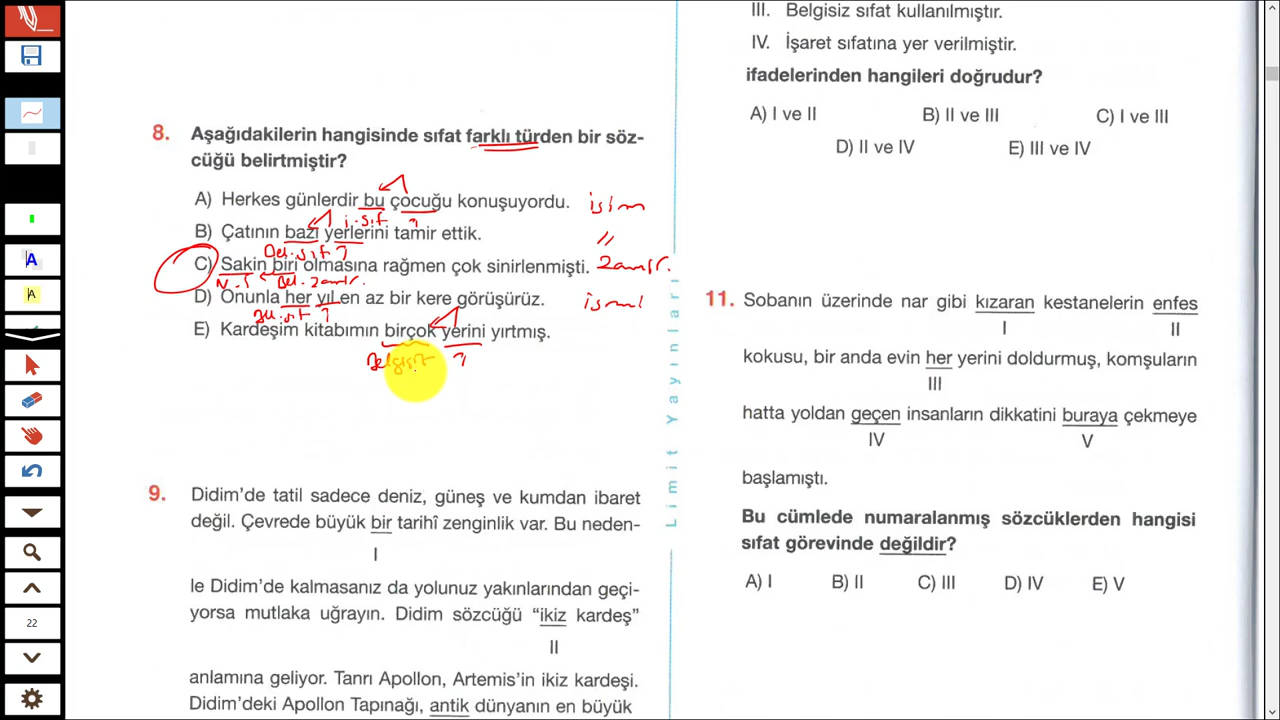 8. Aşağıdakilerin hangisinde sıfat farklı türden bir söz-
cüğü belirtmiştir?
A) Herkes günlerdir bu çocuğu konuşuyordu. isim
i. sıf
B) Çatının bazı yerlerini tamir ettik. "
Bel. sıf
C) Sakin biri olmasına rağmen çok sinirlenmişti. zamir.
N.S Bel. zamir.
D) Onunla her yıl en az bir kere görüşürüz. isim
E) Kardeşim kitabımın birçok yerini yırtmış.
Belgisiz
9. Didim'de tatil sadece deniz, güneş ve kumdan ibaret
değil. Çevrede büyük bir tarihî zenginlik var. Bu neden-
I
le Didim'de kalmasanız da yolunuz yakınlarından geçi-
yorsa mutlaka uğrayın. Didim sözcüğü "ikiz kardeş"
II
anlamına geliyor. Tanrı Apollon, Artemis'in ikiz kardeşi.
Didim'deki Apollon Tapınağı, antik dünyanın en büyük
Limit Yayınları
III. Belgisiz sıfat kullanılmıştır.
IV. İşaret sıfatına yer verilmiştir.
ifadelerinden hangileri doğrudur?
A) I ve II B) II ve III C) I ve III
D) II ve IV E) III ve IV
11. Sobanın üzerinde nar gibi kızaran kestanelerin enfes
I II
kokusu, bir anda evin her yerini doldurmuş, komşuların
III
hatta yoldan geçen insanların dikkatini buraya çekmeye
IV V
başlamıştı.
Bu cümlede numaralanmış sözcüklerden hangisi
sıfat görevinde değildir?
A) I B) II C) III D) IV E) V
A
A
22